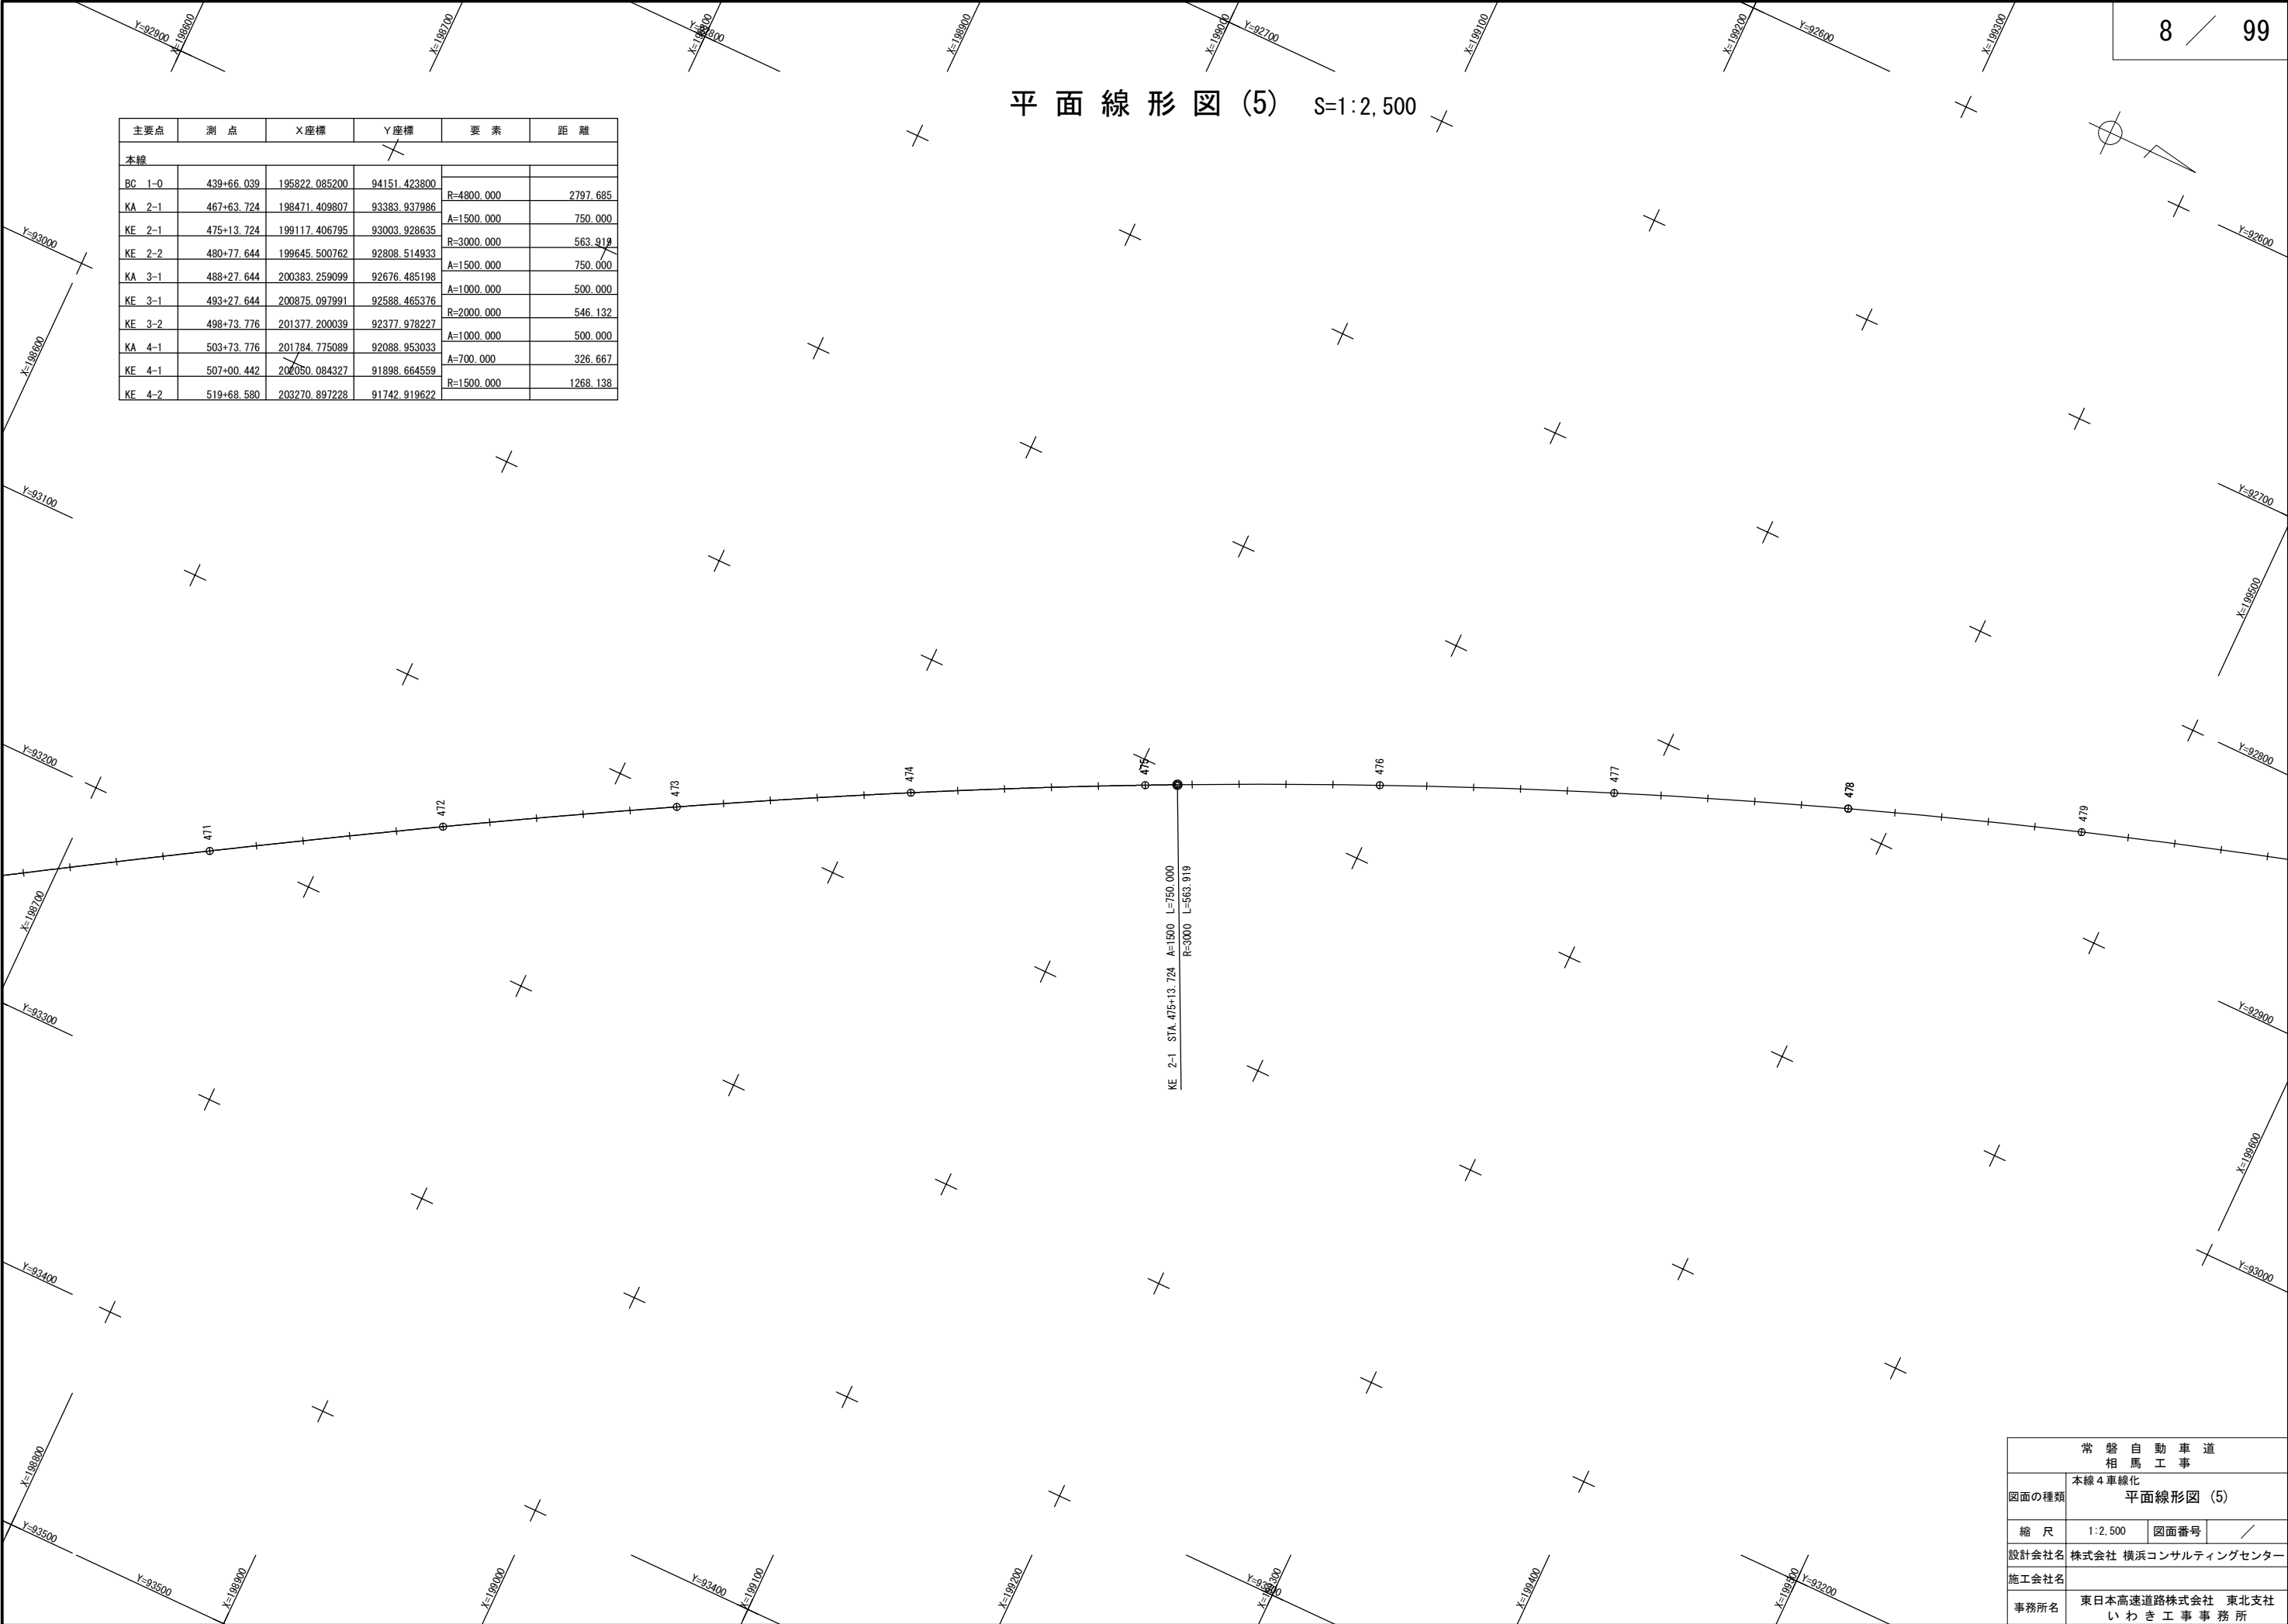 Y=92900
X=198600
X=198700
X=198800
Y=92800
X=198900
X=199000
Y=92700
X=199100
X=199200
Y=92600
X=199300
8 ／ 99
平 面 線 形 図 (5) S=1:2,500
主要点 測 点 X座標 Y座標 要 素 距 離
本線
BC 1-0 439+66.039 195822.085200 94151.423800
R=4800.000 2797.685
KA 2-1 467+63.724 198471.409807 93383.937986
A=1500.000 750.000
KE 2-1 475+13.724 199117.406795 93003.928635
R=3000.000 563.919
KE 2-2 480+77.644 199645.500762 92808.514933
A=1500.000 750.000
KA 3-1 488+27.644 200383.259099 92676.485198
A=1000.000 500.000
KE 3-1 493+27.644 200875.097991 92588.465376
R=2000.000 546.132
KE 3-2 498+73.776 201377.200039 92377.978227
A=1000.000 500.000
KA 4-1 503+73.776 201784.775089 92088.953033
A=700.000 326.667
KE 4-1 507+00.442 202050.084327 91898.664559
R=1500.000 1268.138
KE 4-2 519+68.580 203270.897228 91742.919622
Y=93000
X=198600
Y=93100
Y=93200
X=198700
Y=93300
Y=93400
X=198800
Y=93500
Y=92600
Y=92700
X=199500
Y=92800
Y=92900
X=199600
Y=93000
471
472
473
474
475
476
477
478
479
KE 2-1 STA.475+13.724 A=1500 L=750.000
R=3000 L=563.919
Y=93500
X=198900
X=199000
Y=93400
X=199100
X=199200
Y=93300
X=199300
X=199400
X=199500
Y=93200
常 磐 自 動 車 道
相 馬 工 事
図面の種類 本線４車線化
平面線形図 (5)
縮 尺 1:2,500 図面番号 ／
設計会社名 株式会社 横浜コンサルティングセンター
施工会社名
事務所名 東日本高速道路株式会社 東北支社
い わ き 工 事 事 務 所